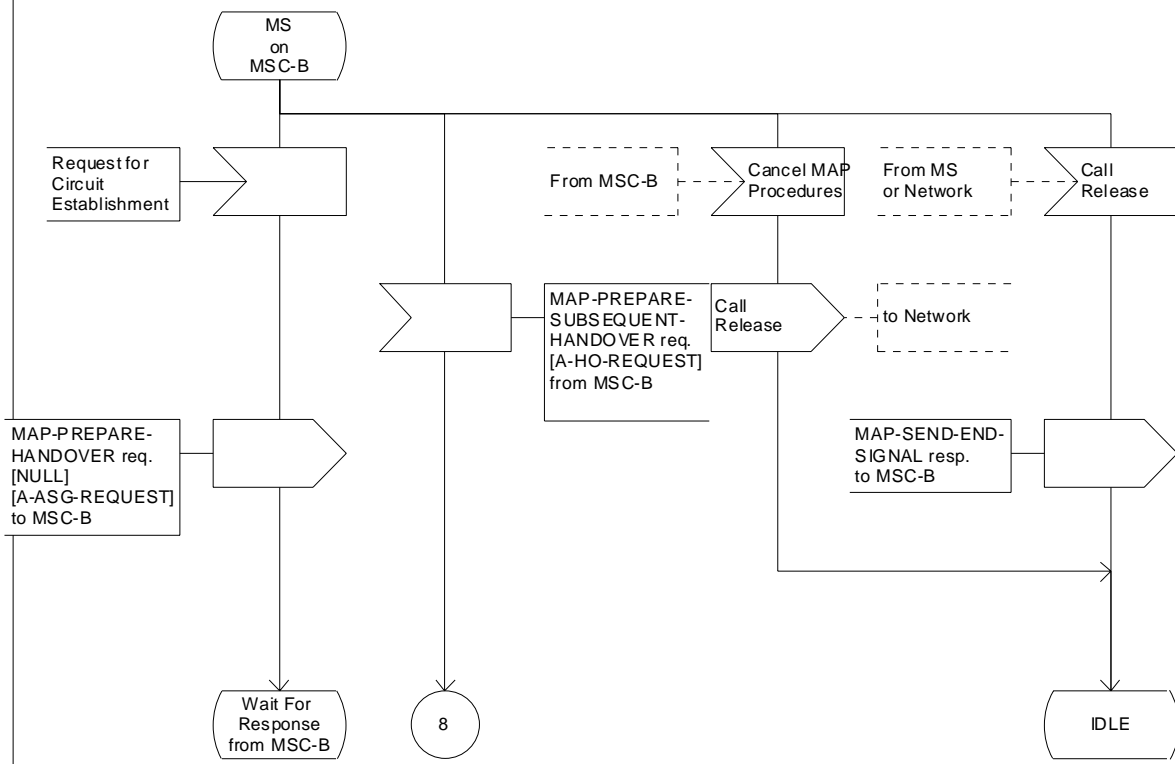 MS
on
MSC-B
Request for
Circuit
Establishment
From MSC-B
Cancel MAP
Procedures
From MS
or Network
Call
Release
MAP-PREPARE-
SUBSEQUENT-
HANDOVER req.
[A-HO-REQUEST]
from MSC-B
Call
Release
to Network
MAP-PREPARE-
HANDOVER req.
[NULL]
[A-ASG-REQUEST]
to MSC-B
MAP-SEND-END-
SIGNAL resp.
to MSC-B
Wait For
Response
from MSC-B
8
IDLE